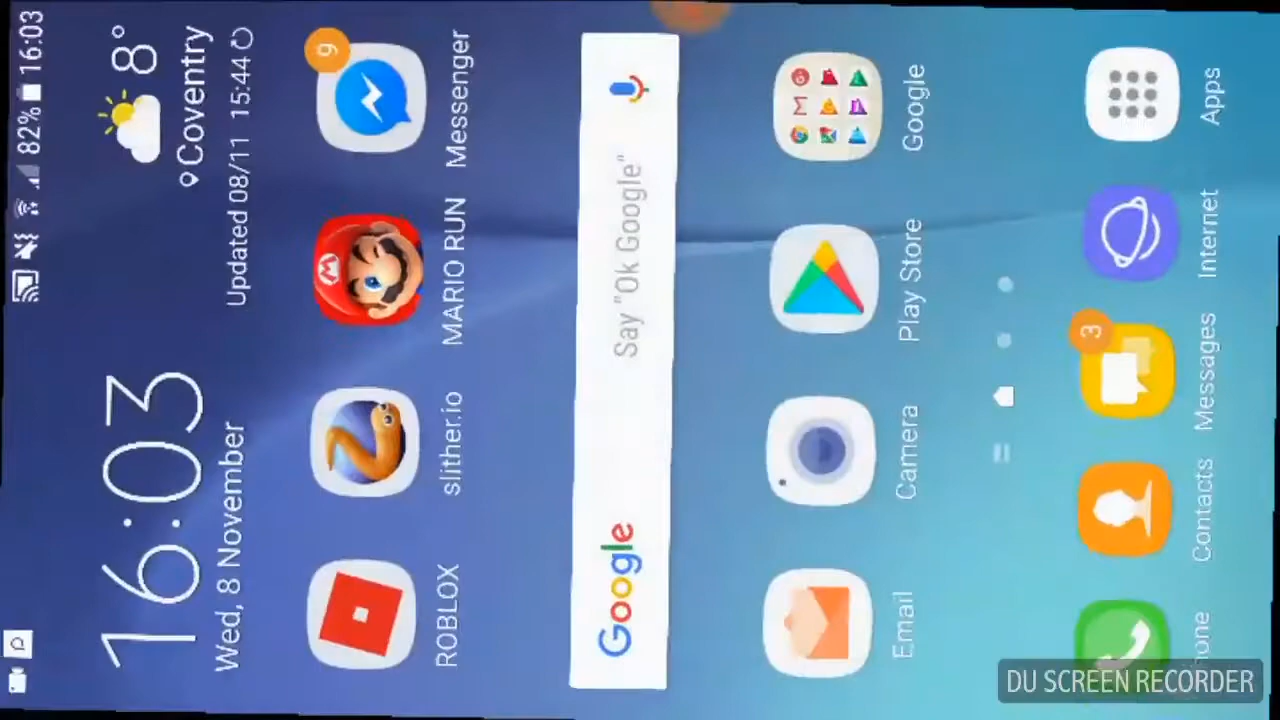 82% 16:03
16:03
Wed, 8 November
8°
Coventry
Updated 08/11 15:44
9
ROBLOX
slither.io
MARIO RUN
Messenger
Google
Say "Ok Google"
Email
Camera
Play Store
Google
3
hone
Contacts
Messages
Internet
Apps
DU SCREEN RECORDER